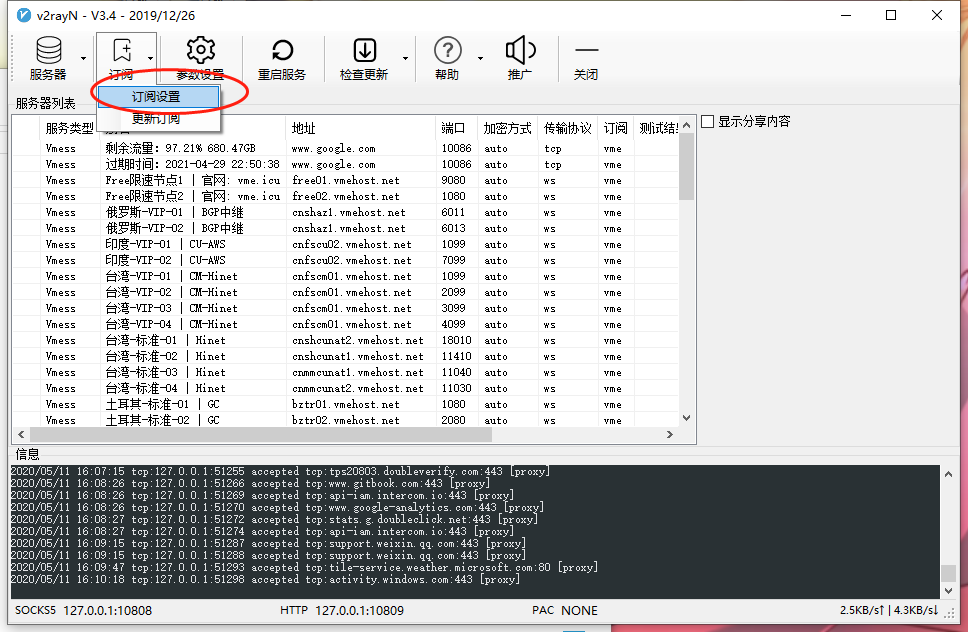 v2rayN - V3.4 - 2019/12/26
服务器 订阅 参数设置 重启服务 检查更新 帮助 推广 关闭
订阅设置
更新订阅
服务器列表
显示分享内容
服务类型 别名 地址 端口 加密方式 传输协议 订阅 测试结果
Vmess 剩余流量: 97.21% 680.47GB www.google.com 10086 auto tcp vme
Vmess 过期时间: 2021-04-29 22:50:38 www.google.com 10086 auto tcp vme
Vmess Free限速节点1 | 官网: vme.icu free01.vmehost.net 9080 auto ws vme
Vmess Free限速节点2 | 官网: vme.icu free02.vmehost.net 1080 auto ws vme
Vmess 俄罗斯-VIP-01 | BGP中继 cnshaz1.vmehost.net 6011 auto ws vme
Vmess 俄罗斯-VIP-02 | BGP中继 cnshaz1.vmehost.net 6013 auto ws vme
Vmess 印度-VIP-01 | CU-AWS cnfscu02.vmehost.net 1099 auto ws vme
Vmess 印度-VIP-02 | CU-AWS cnfscu02.vmehost.net 7099 auto ws vme
Vmess 台湾-VIP-01 | CM-Hinet cnfscm01.vmehost.net 1099 auto ws vme
Vmess 台湾-VIP-02 | CM-Hinet cnfscm01.vmehost.net 2099 auto ws vme
Vmess 台湾-VIP-03 | CM-Hinet cnfscm01.vmehost.net 3099 auto ws vme
Vmess 台湾-VIP-04 | CM-Hinet cnfscm01.vmehost.net 4099 auto ws vme
Vmess 台湾-标准-01 | Hinet cnshcunat2.vmehost.net 18010 auto ws vme
Vmess 台湾-标准-02 | Hinet cnshcunat1.vmehost.net 11410 auto ws vme
Vmess 台湾-标准-03 | Hinet cnmmcunat1.vmehost.net 11040 auto ws vme
Vmess 台湾-标准-04 | Hinet cnmmcunat2.vmehost.net 11030 auto ws vme
Vmess 土耳其-标准-01 | GC bztr01.vmehost.net 1080 auto ws vme
Vmess 土耳其-标准-02 | GC bztr02.vmehost.net 2080 auto ws vme
信息
2020/05/11 16:07:15 tcp:127.0.0.1:51255 accepted tcp:tps20803.doubleverify.com:443 [proxy]
2020/05/11 16:08:26 tcp:127.0.0.1:51266 accepted tcp:www.gitbook.com:443 [proxy]
2020/05/11 16:08:26 tcp:127.0.0.1:51269 accepted tcp:api-iam.intercom.io:443 [proxy]
2020/05/11 16:08:26 tcp:127.0.0.1:51270 accepted tcp:www.google-analytics.com:443 [proxy]
2020/05/11 16:08:27 tcp:127.0.0.1:51272 accepted tcp:stats.g.doubleclick.net:443 [proxy]
2020/05/11 16:08:27 tcp:127.0.0.1:51274 accepted tcp:api-iam.intercom.io:443 [proxy]
2020/05/11 16:09:15 tcp:127.0.0.1:51287 accepted tcp:support.weixin.qq.com:443 [proxy]
2020/05/11 16:09:15 tcp:127.0.0.1:51288 accepted tcp:support.weixin.qq.com:443 [proxy]
2020/05/11 16:09:47 tcp:127.0.0.1:51293 accepted tcp:tile-service.weather.microsoft.com:80 [proxy]
2020/05/11 16:10:18 tcp:127.0.0.1:51298 accepted tcp:activity.windows.com:443 [proxy]
SOCKS5 127.0.0.1:10808 HTTP 127.0.0.1:10809 PAC NONE 2.5KB/s↑ | 4.3KB/s↓